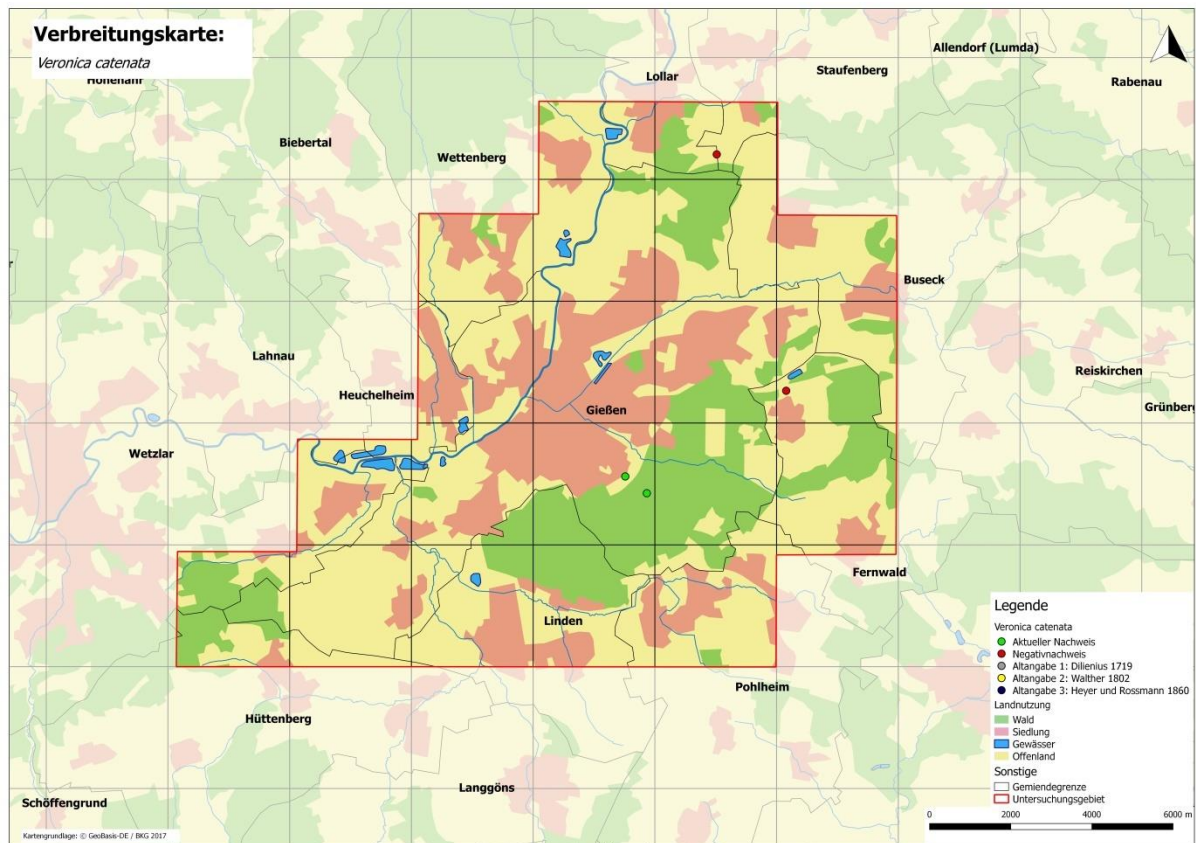 Verbreitungskarte:
Veronica catenata
Hohenahr
Allendorf (Lumda)
Lollar
Staufenberg
Rabenau
Biebertal
Wettenberg
Buseck
Lahnau
Reiskirchen
Heuchelheim
Gießen
Grünberg
Wetzlar
Fernwald
Linden
Pohlheim
Hüttenberg
Langgöns
Schöffengrund
Legende
Veronica catenata
Aktueller Nachweis
Negativnachweis
Altangabe 1: Dilienius 1719
Altangabe 2: Walther 1802
Altangabe 3: Heyer und Rossmann 1860
Landnutzung
Wald
Siedlung
Gewässer
Offenland
Sonstige
Gemiendegrenze
Untersuchungsgebiet
0 2000 4000 6000 m
Kartengrundlage: © GeoBasis-DE / BKG 2017